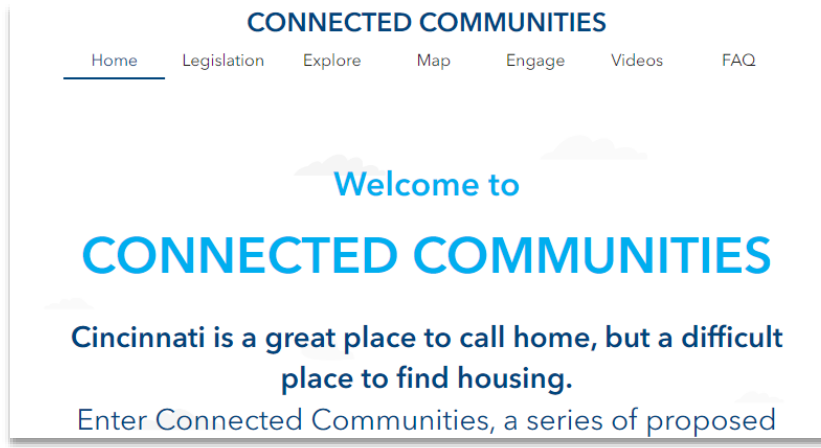 CONNECTED COMMUNITIES
Home Legislation Explore Map Engage Videos FAQ
Welcome to
CONNECTED COMMUNITIES
Cincinnati is a great place to call home, but a difficult
place to find housing.
Enter Connected Communities, a series of proposed